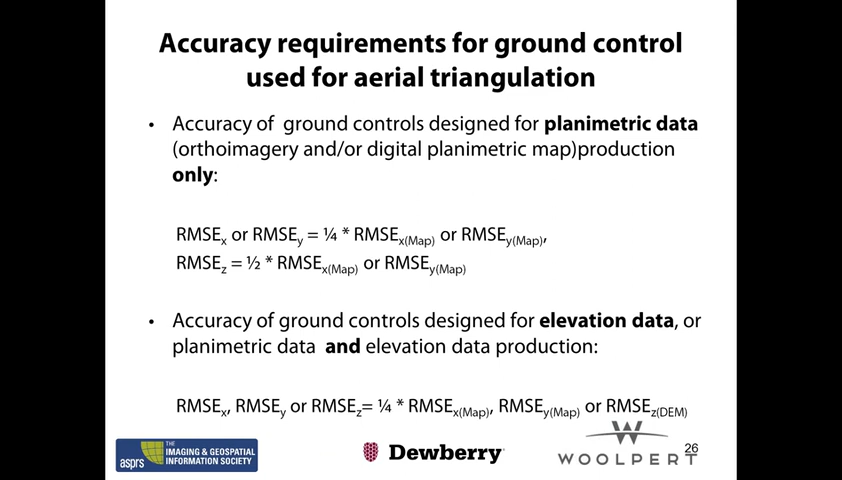 Accuracy requirements for ground control
used for aerial triangulation
• Accuracy of ground controls designed for planimetric data
(orthoimagery and/or digital planimetric map)production
only:
RMSEx or RMSEy = ¼ * RMSEx(Map) or RMSEy(Map),
RMSEz = ½ * RMSEx(Map) or RMSEy(Map)
• Accuracy of ground controls designed for elevation data, or
planimetric data and elevation data production:
RMSEx, RMSEy or RMSEz= ¼ * RMSEx(Map), RMSEy(Map) or RMSEz(DEM)
asprs THE
IMAGING & GEOSPATIAL
INFORMATION SOCIETY
Dewberry
WOOLPERT
26